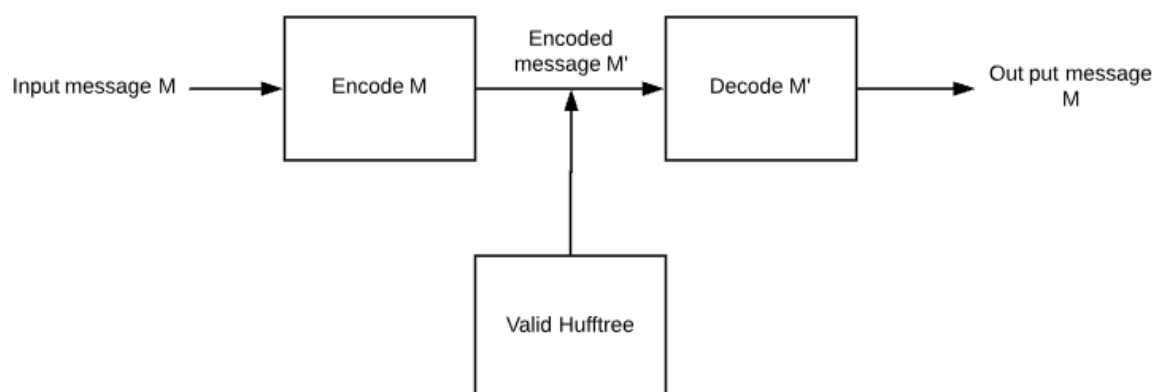 Encoded
message M'
Input message M
Encode M
Decode M'
Out put message
M
Valid Hufftree